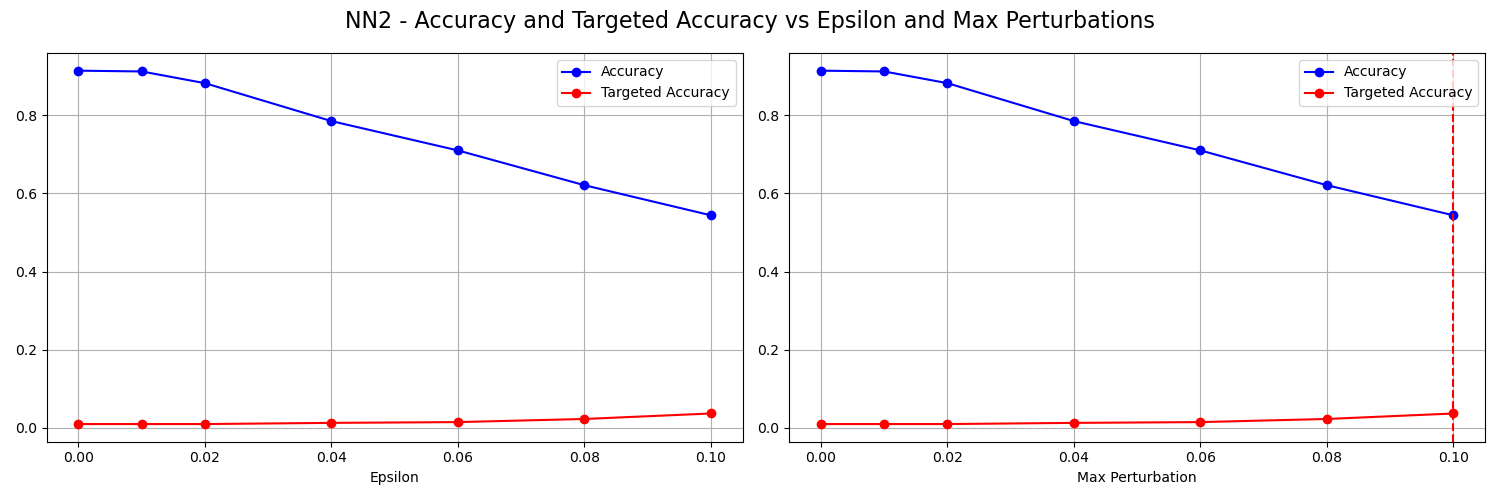 NN2 - Accuracy and Targeted Accuracy vs Epsilon and Max Perturbations
Accuracy
Targeted Accuracy
0.8
0.6
0.4
0.2
0.0
0.00 0.02 0.04 0.06 0.08 0.10
Epsilon
Accuracy
Targeted Accuracy
0.8
0.6
0.4
0.2
0.0
0.00 0.02 0.04 0.06 0.08 0.10
Max Perturbation